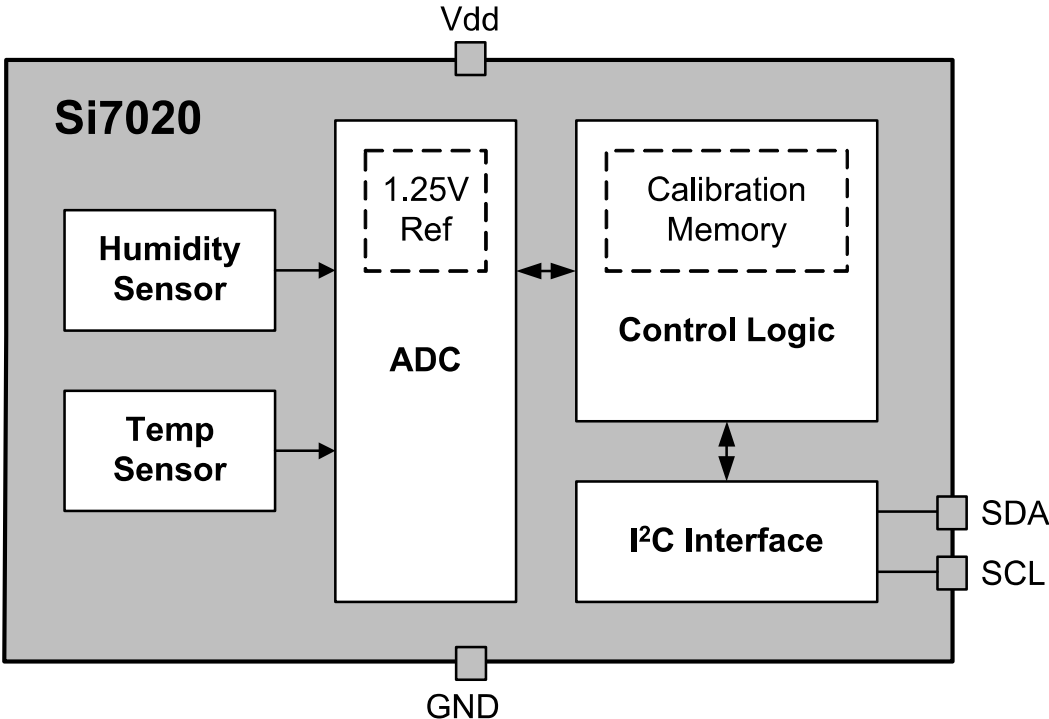 Vdd
Si7020
1.25V
Ref
Calibration
Memory
Humidity
Sensor
Control Logic
ADC
Temp
Sensor
I²C Interface
SDA
SCL
GND